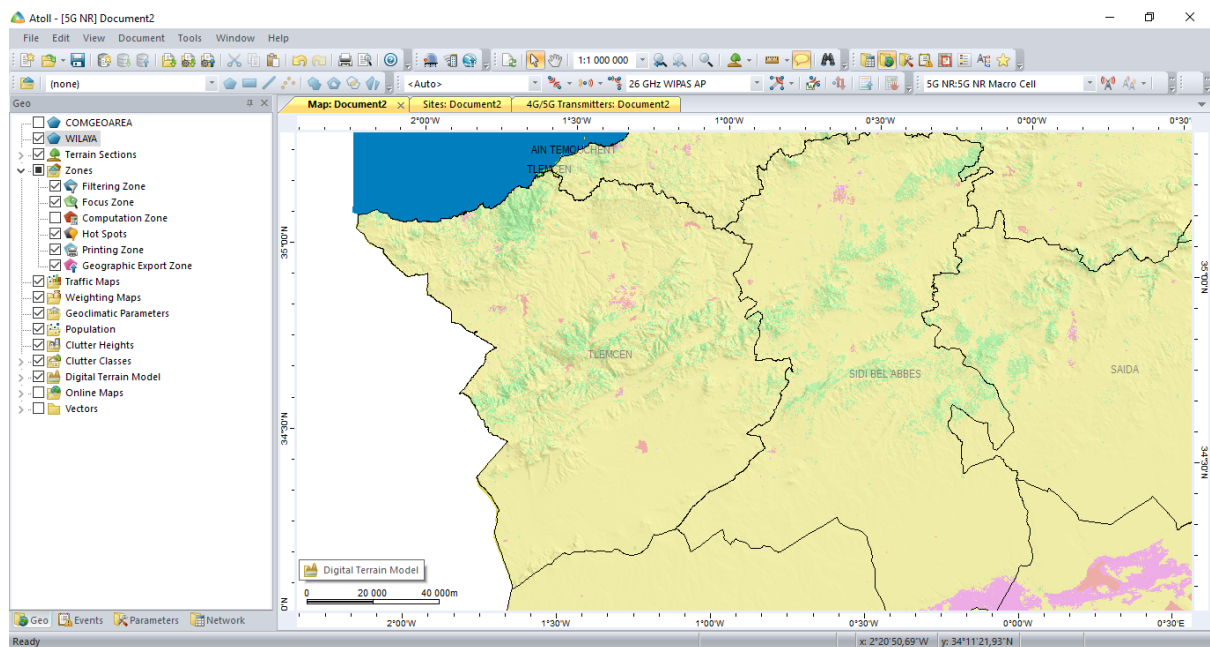 Atoll - [5G NR] Document2
File Edit View Document Tools Window Help
1:1 000 000
(none) <Auto> 26 GHz WIPAS AP 5G NR:5G NR Macro Cell
Geo
Map: Document2 Sites: Document2 4G/5G Transmitters: Document2
COMGEOAREA
WILAYA
Terrain Sections
Zones
Filtering Zone
Focus Zone
Computation Zone
Hot Spots
Printing Zone
Geographic Export Zone
Traffic Maps
Weighting Maps
Geoclimatic Parameters
Population
Clutter Heights
Clutter Classes
Digital Terrain Model
Online Maps
Vectors
2°00'W 1°30'W 1°00'W 0°30'W 0°00'W 0°30'
AIN TEMOUCHENT
TLEMCEN
35°00'N
35°00'N
TLEMCEN
SIDI BEL ABBES
SAIDA
34°30'N
34°30'N
Digital Terrain Model
0 20 000 40 000m
0'N
2°00'W 1°30'W 1°00'W 0°30'W 0°00'W 0°30'E
Geo Events Parameters Network
Ready x: 2°20'50,69"W y: 34°11'21,93"N